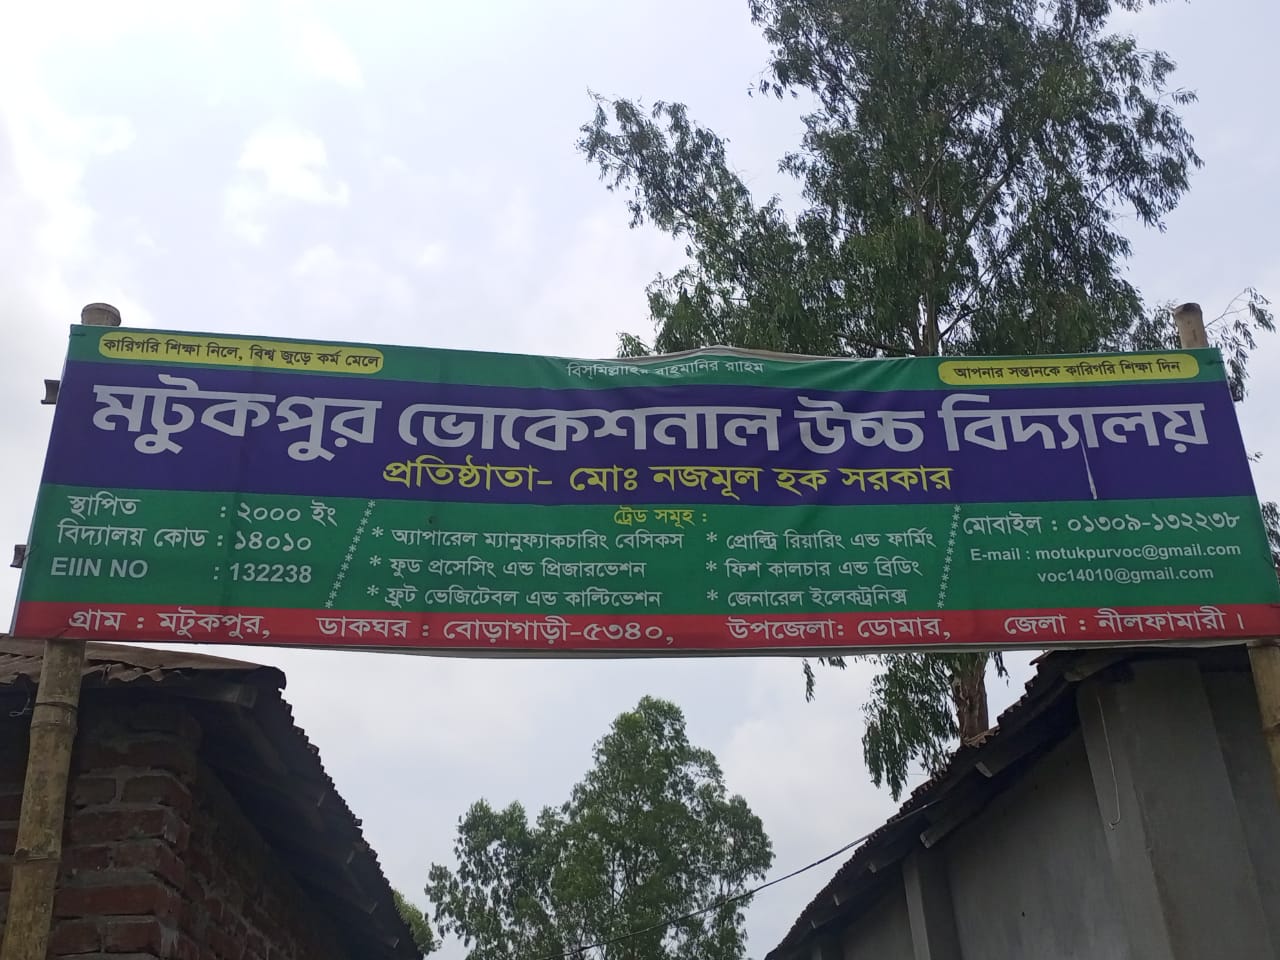 কারিগরি শিক্ষা নিলে, বিশ্ব জুড়ে কর্ম মেলে
বিস্‌মিল্লাহির রাহ্‌মানির রাহিম
আপনার সন্তানকে কারিগরি শিক্ষা দিন
মটুকপুর ভোকেশনাল উচ্চ বিদ্যালয়
প্রতিষ্ঠাতা- মোঃ নজমূল হক সরকার
স্থাপিত : ২০০০ ইং
বিদ্যালয় কোড : ১৪০১০
EIIN NO : 132238
ট্রেড সমূহ :
* অ্যাপারেল ম্যানুফ্যাকচারিং বেসিকস
* ফুড প্রসেসিং এন্ড প্রিজারভেশন
* ফ্রুট ভেজিটেবল এন্ড কাল্টিভেশন
* প্রোল্ট্রি রিয়ারিং এন্ড ফার্মিং
* ফিশ কালচার এন্ড ব্রিডিং
* জেনারেল ইলেকট্রনিক্স
মোবাইল : ০১৩০৯-১৩২২৩৮
E-mail : motukpurvoc@gmail.com
voc14010@gmail.com
গ্রাম : মটুকপুর, ডাকঘর : বোড়াগাড়ী-৫৩৪০, উপজেলা: ডোমার, জেলা : নীলফামারী।